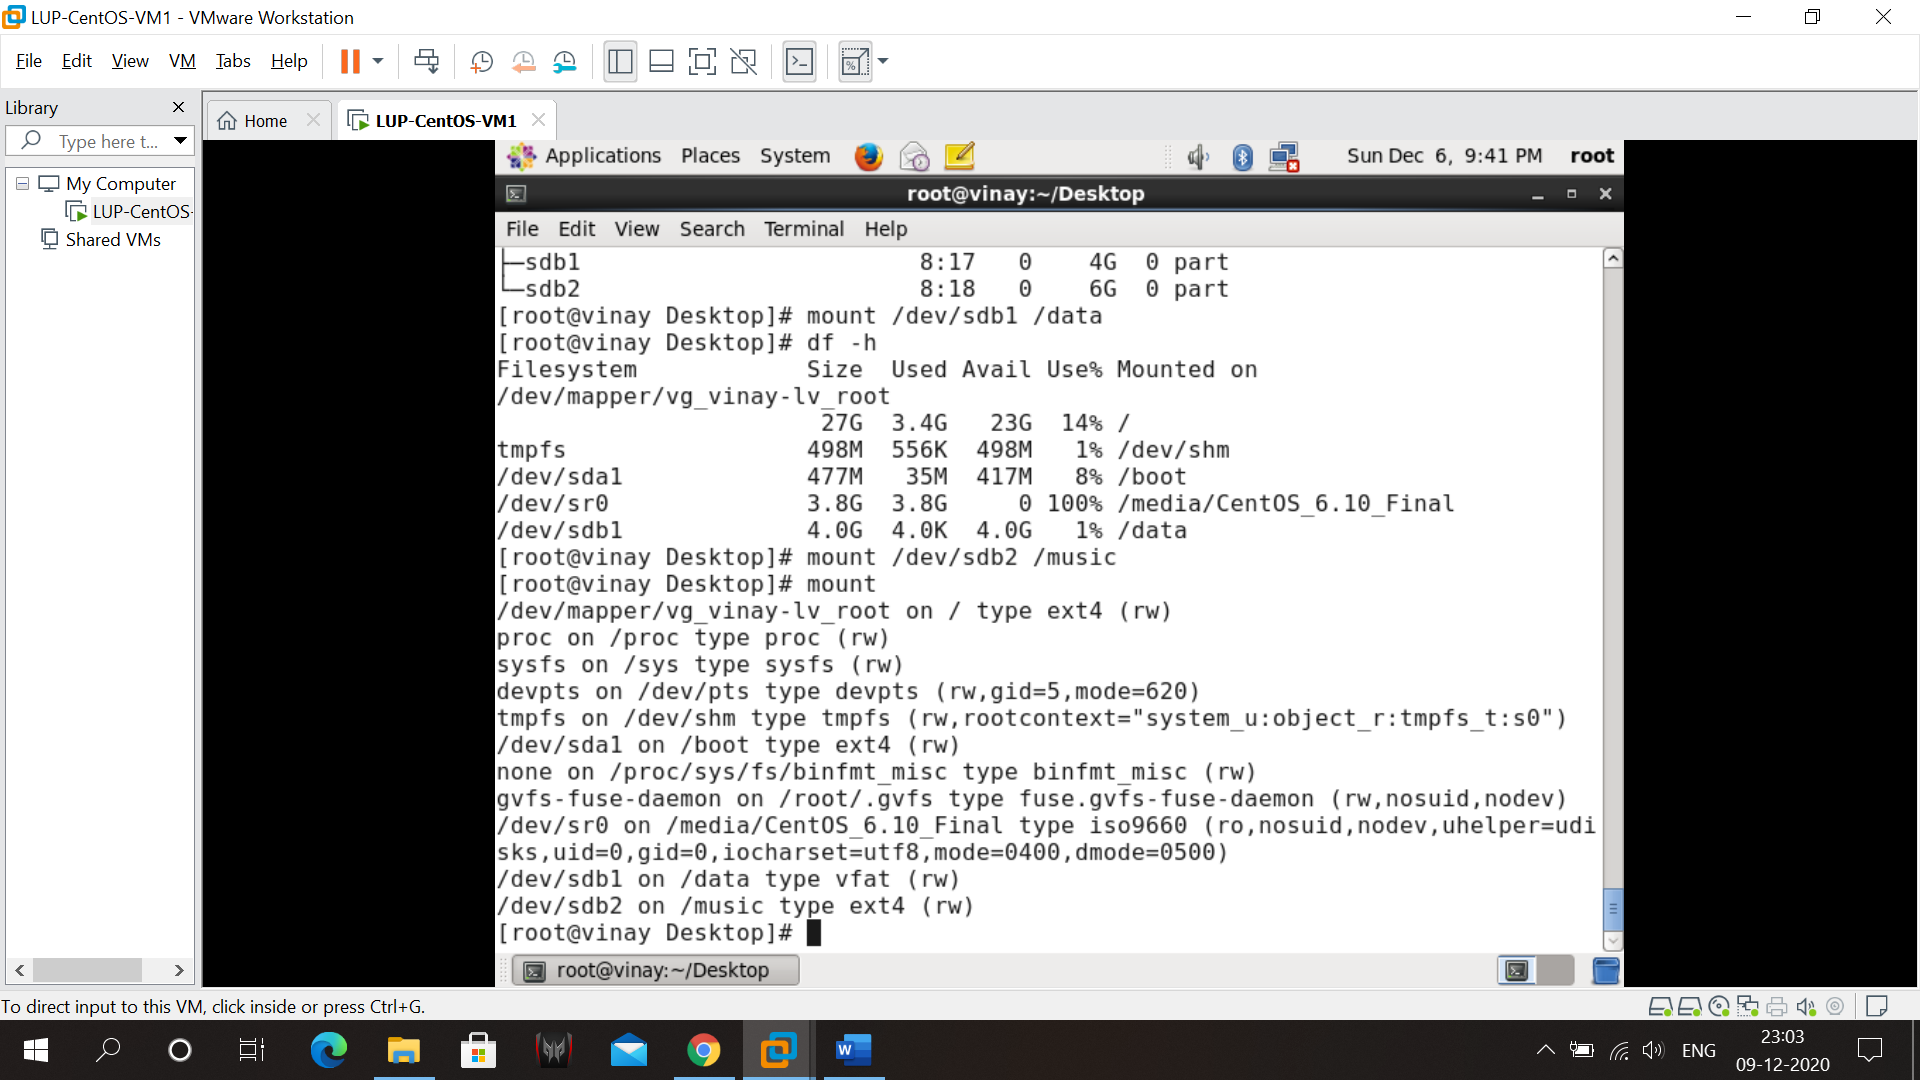 LUP-CentOS-VM1 - VMware Workstation
File Edit View VM Tabs Help
Library
Type here t...
My Computer
LUP-CentOS-
Shared VMs
Home
LUP-CentOS-VM1
Applications Places System
Sun Dec 6, 9:41 PM root
root@vinay:~/Desktop
File Edit View Search Terminal Help
├─sdb1 8:17 0 4G 0 part
└─sdb2 8:18 0 6G 0 part
[root@vinay Desktop]# mount /dev/sdb1 /data
[root@vinay Desktop]# df -h
Filesystem Size Used Avail Use% Mounted on
/dev/mapper/vg_vinay-lv_root
27G 3.4G 23G 14% /
tmpfs 498M 556K 498M 1% /dev/shm
/dev/sda1 477M 35M 417M 8% /boot
/dev/sr0 3.8G 3.8G 0 100% /media/CentOS_6.10_Final
/dev/sdb1 4.0G 4.0K 4.0G 1% /data
[root@vinay Desktop]# mount /dev/sdb2 /music
[root@vinay Desktop]# mount
/dev/mapper/vg_vinay-lv_root on / type ext4 (rw)
proc on /proc type proc (rw)
sysfs on /sys type sysfs (rw)
devpts on /dev/pts type devpts (rw,gid=5,mode=620)
tmpfs on /dev/shm type tmpfs (rw,rootcontext="system_u:object_r:tmpfs_t:s0")
/dev/sda1 on /boot type ext4 (rw)
none on /proc/sys/fs/binfmt_misc type binfmt_misc (rw)
gvfs-fuse-daemon on /root/.gvfs type fuse.gvfs-fuse-daemon (rw,nosuid,nodev)
/dev/sr0 on /media/CentOS_6.10_Final type iso9660 (ro,nosuid,nodev,uhelper=udi
sks,uid=0,gid=0,iocharset=utf8,mode=0400,dmode=0500)
/dev/sdb1 on /data type vfat (rw)
/dev/sdb2 on /music type ext4 (rw)
[root@vinay Desktop]#
root@vinay:~/Desktop
To direct input to this VM, click inside or press Ctrl+G.
ENG
23:03
09-12-2020